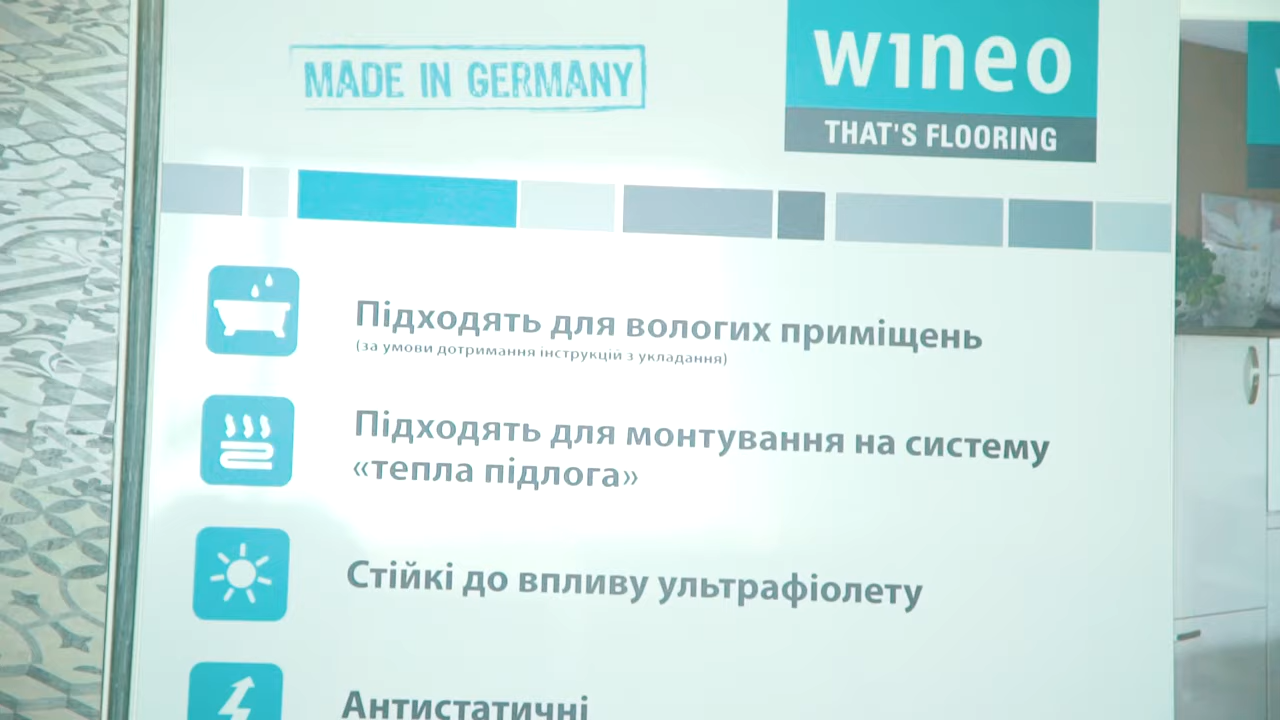 MADE IN GERMANY
wineo
THAT'S FLOORING
Підходять для вологих приміщень
(за умови дотримання інструкцій з укладання)
Підходять для монтування на систему
«тепла підлога»
Стійкі до впливу ультрафіолету
Антистатичні